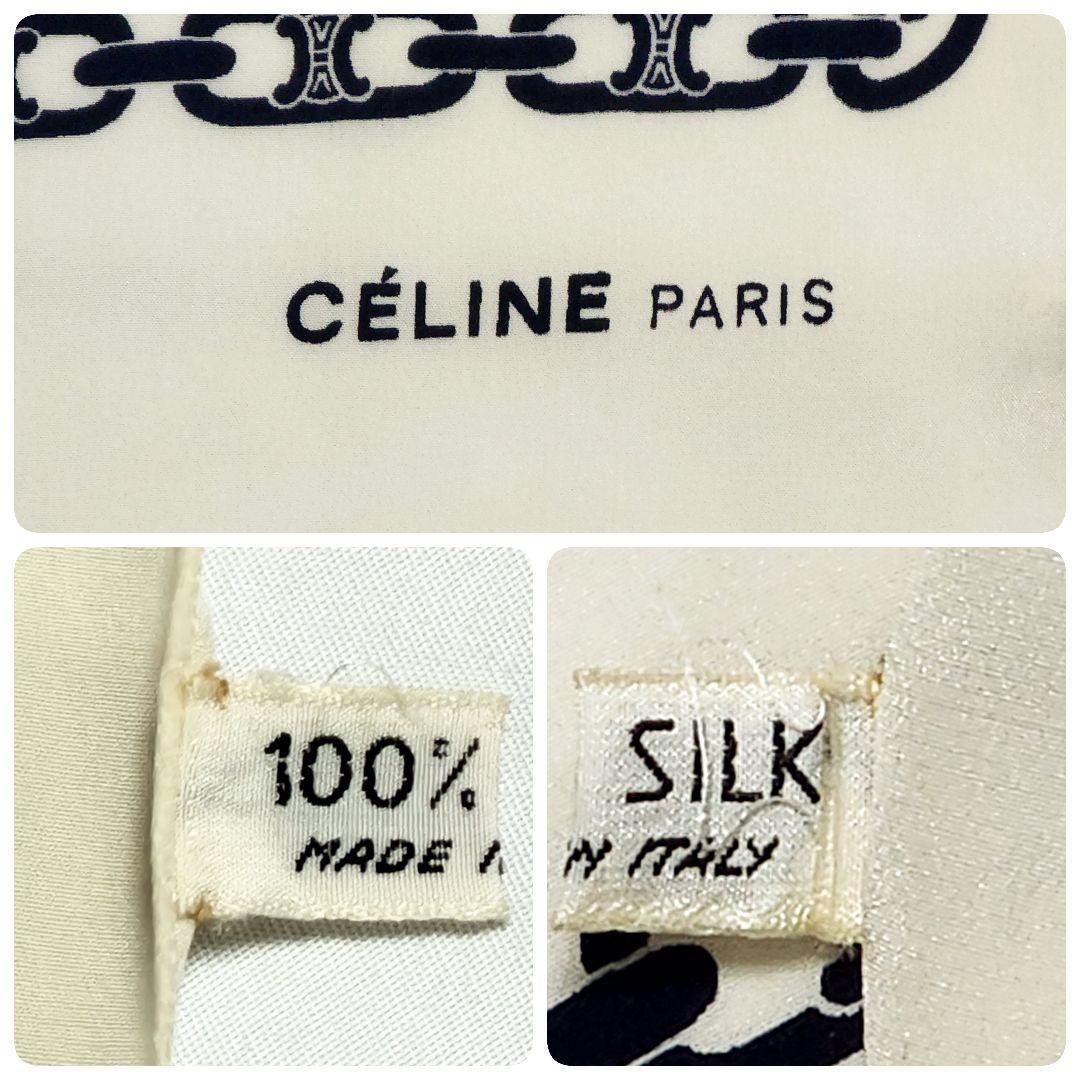 CÉLINE PARIS
100%
MADE I
SILK
N ITALY